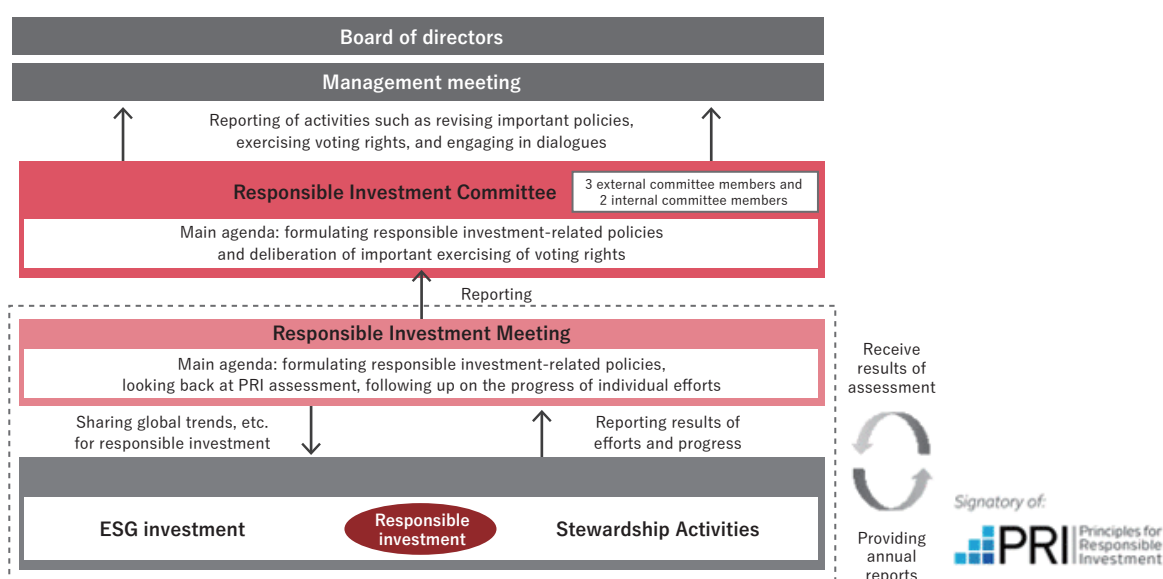 Board of directors
Management meeting
Reporting of activities such as revising important policies,
exercising voting rights, and engaging in dialogues
Responsible Investment Committee
3 external committee members and
2 internal committee members
Main agenda: formulating responsible investment-related policies
and deliberation of important exercising of voting rights
Reporting
Responsible Investment Meeting
Main agenda: formulating responsible investment-related policies,
looking back at PRI assessment, following up on the progress of individual efforts
Sharing global trends, etc.
for responsible investment
Reporting results of
efforts and progress
ESG investment
Responsible
investment
Stewardship Activities
Receive
results of
assessment
Providing
annual
reports
Signatory of:
PRI
Principles for
Responsible
Investment